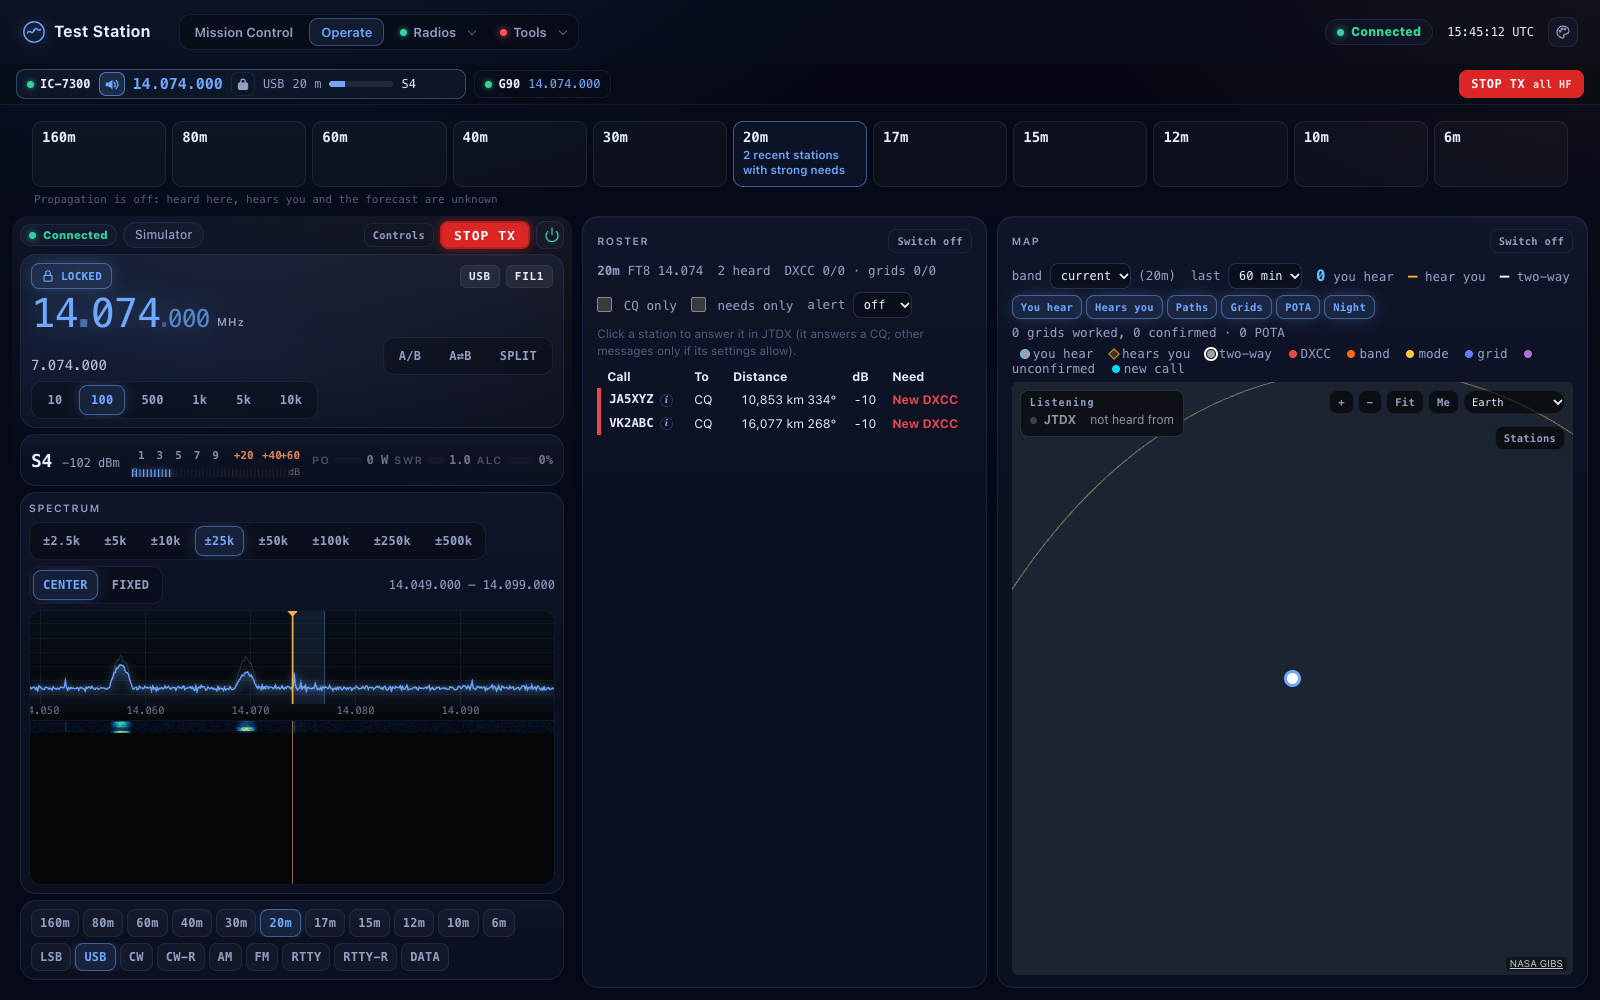 Test Station
Mission Control Operate Radios Tools
Connected 15:45:12 UTC
IC-7300 14.074.000 USB 20 m S4
G90 14.074.000
STOP TX all HF
160m 80m 60m 40m 30m 20m 17m 15m 12m 10m 6m
2 recent stations
with strong needs
Propagation is off: heard here, hears you and the forecast are unknown
Connected Simulator Controls STOP TX
LOCKED USB FIL1
14.074.000 MHz
7.074.000
A/B A⇄B SPLIT
10 100 500 1k 5k 10k
S4 -102 dBm
1 3 5 7 9 +20 +40+60
dB
PO 0 W SWR 1.0 ALC 0%
SPECTRUM
±2.5k ±5k ±10k ±25k ±50k ±100k ±250k ±500k
CENTER FIXED 14.049.000 — 14.099.000
4.050 14.060 14.070 14.080 14.090
160m 80m 60m 40m 30m 20m 17m 15m 12m 10m 6m
LSB USB CW CW-R AM FM RTTY RTTY-R DATA
ROSTER Switch off
20m FT8 14.074 2 heard DXCC 0/0 · grids 0/0
CQ only needs only alert off
Click a station to answer it in JTDX (it answers a CQ; other
messages only if its settings allow).
Call To Distance dB Need
JA5XYZ i CQ 10,853 km 334° -10 New DXCC
VK2ABC i CQ 16,077 km 268° -10 New DXCC
MAP Switch off
band current (20m) last 60 min 0 you hear — hear you — two-way
You hear Hears you Paths Grids POTA Night
0 grids worked, 0 confirmed · 0 POTA
you hear hears you two-way DXCC band mode grid
unconfirmed new call
Listening
JTDX not heard from
+ − Fit Me Earth
Stations
NASA GIBS